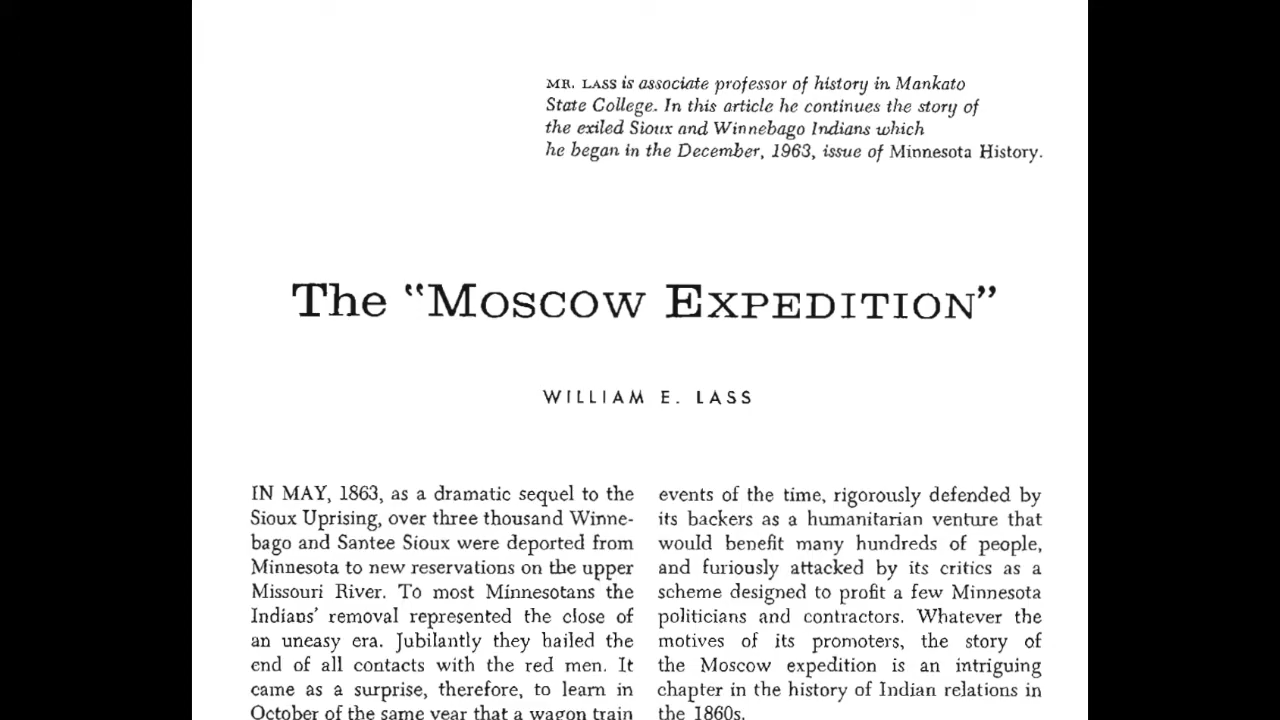 MR. LASS is associate professor of history in Mankato
State College. In this article he continues the story of
the exiled Sioux and Winnebago Indians which
he began in the December, 1963, issue of Minnesota History.
The “MOSCOW EXPEDITION”
WILLIAM E. LASS
IN MAY, 1863, as a dramatic sequel to the
Sioux Uprising, over three thousand Winne-
bago and Santee Sioux were deported from
Minnesota to new reservations on the upper
Missouri River. To most Minnesotans the
Indians’ removal represented the close of
an uneasy era. Jubilantly they hailed the
end of all contacts with the red men. It
came as a surprise, therefore, to learn in
October of the same year that a wagon train
events of the time, rigorously defended by
its backers as a humanitarian venture that
would benefit many hundreds of people,
and furiously attacked by its critics as a
scheme designed to profit a few Minnesota
politicians and contractors. Whatever the
motives of its promoters, the story of
the Moscow expedition is an intriguing
chapter in the history of Indian relations in
the 1860s.